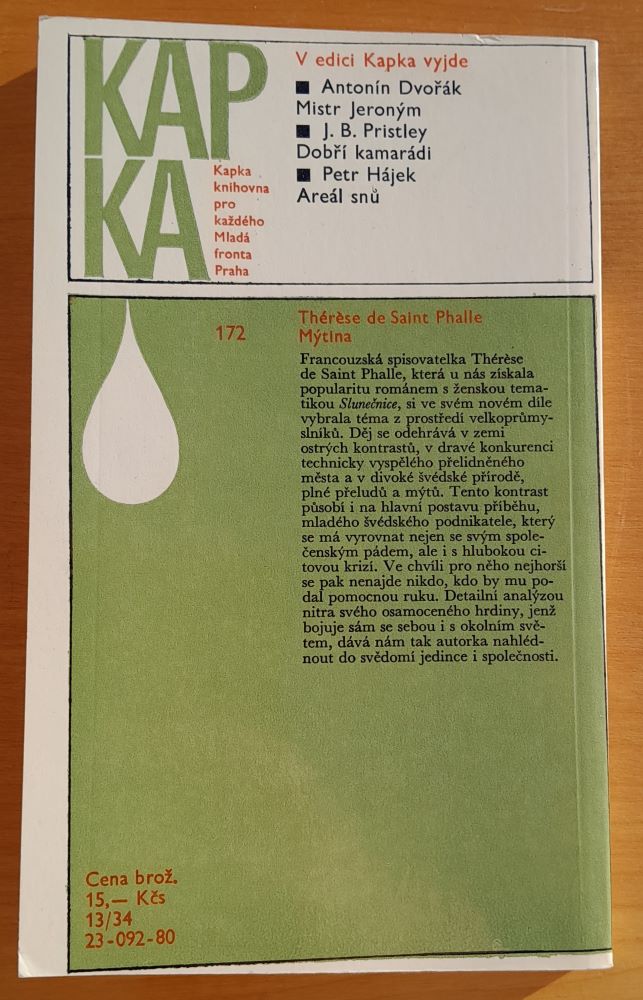 KAP
KA
Kapka
knihovna
pro
každého
Mladá
fronta
Praha
V edici Kapka vyjde
■ Antonín Dvořák
Mistr Jeroným
■ J. B. Pristley
Dobří kamarádi
■ Petr Hájek
Areál snů
172
Thérèse de Saint Phalle
Mýtina
Francouzská spisovatelka Thérèse
de Saint Phalle, která u nás získala
popularitu románem s ženskou tema-
tikou Slunečnice, si ve svém novém díle
vybrala téma z prostředí velkoprůmy-
slníků. Děj se odehrává v zemi
ostrých kontrastů, v dravé konkurenci
technicky vyspělého přelidněného
města a v divoké švédské přírodě,
plné přeludů a mýtů. Tento kontrast
působí i na hlavní postavu příběhu,
mladého švédského podnikatele, který
se má vyrovnat nejen se svým spole-
čenským pádem, ale i s hlubokou ci-
tovou krizí. Ve chvíli pro něho nejhorší
se pak nenajde nikdo, kdo by mu po-
dal pomocnou ruku. Detailní analýzou
nitra svého osamoceného hrdiny, jenž
bojuje sám se sebou i s okolním svě-
tem, dává nám tak autorka nahléd-
nout do svědomí jedince i společnosti.
Cena brož.
15,— Kčs
13/34
23-092-80